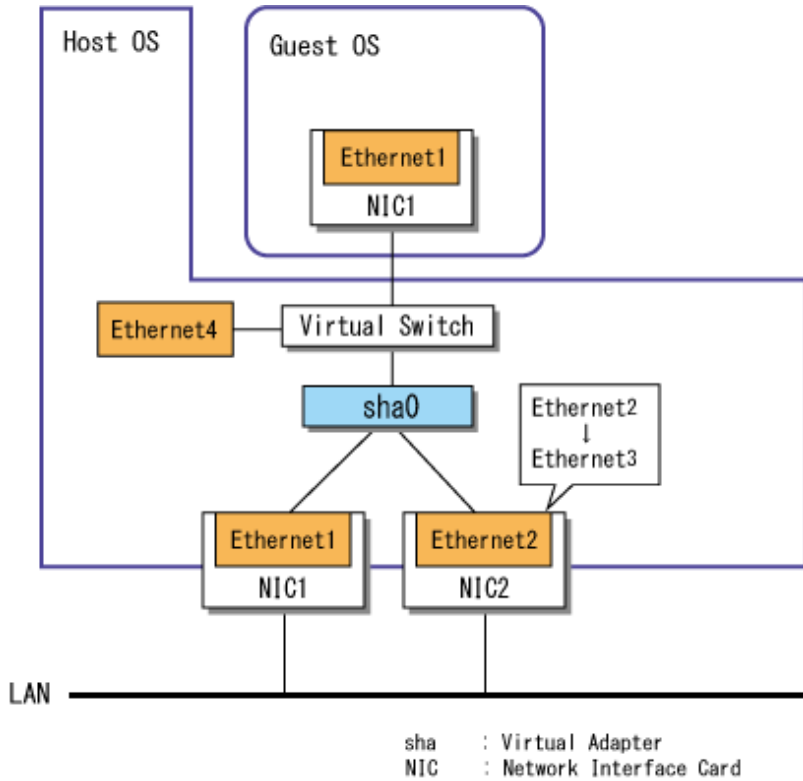 Host OS
Guest OS
Ethernet1
NIC1
Ethernet4
Virtual Switch
sha0
Ethernet2
↓
Ethernet3
Ethernet1
Ethernet2
NIC1
NIC2
LAN
sha : Virtual Adapter
NIC : Network Interface Card